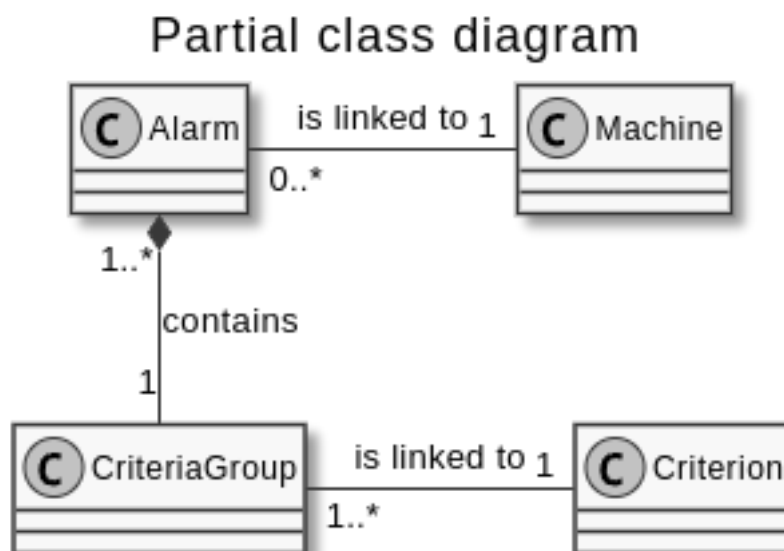 Partial class diagram
C Alarm
is linked to 1
0..*
C Machine
1..*
contains
1
C CriteriaGroup
is linked to 1
1..*
C Criterion